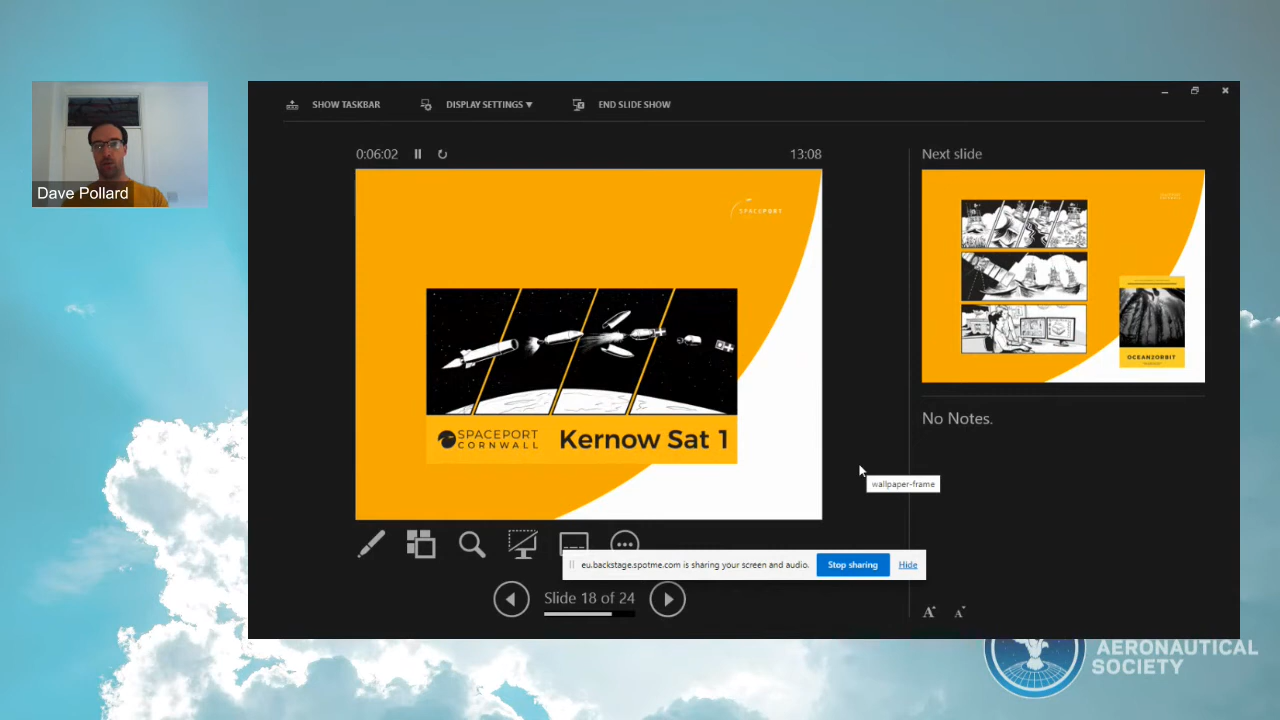 SHOW TASKBAR
DISPLAY SETTINGS ▼
END SLIDE SHOW
0:06:02
13:08
Next slide
Dave Pollard
SPACEPORT
SPACEPORT
CORNWALL
Kernow Sat 1
OCEAN2ORBIT
No Notes.
wallpaper-frame
eu.backstage.spotme.com is sharing your screen and audio.
Stop sharing
Hide
Slide 18 of 24
AERONAUTICAL
SOCIETY